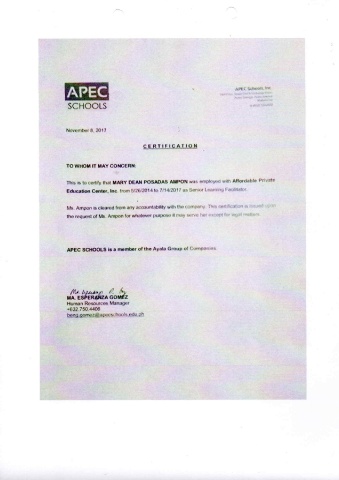 APEC
SCHOOLS
APEC Schools, Inc.
November 8, 2017
CERTIFICATION
TO WHOM IT MAY CONCERN:
This is to certify that MARY DEAN POSADAS AMPON was employed with Affordable Private
Education Center, Inc. from 5/26/2014 to 7/14/2017 as Senior Learning Facilitator.
Ms. Ampon is cleared from any accountability with the company. This certification is issued upon
the request of Ms. Ampon for whatever purpose it may serve her except for legal matters.
APEC SCHOOLS is a member of the Ayala Group of Companies.
MA. ESPERANZA GOMEZ
Human Resources Manager
+632.750.4406
being.gomez@apecschools.edu.ph